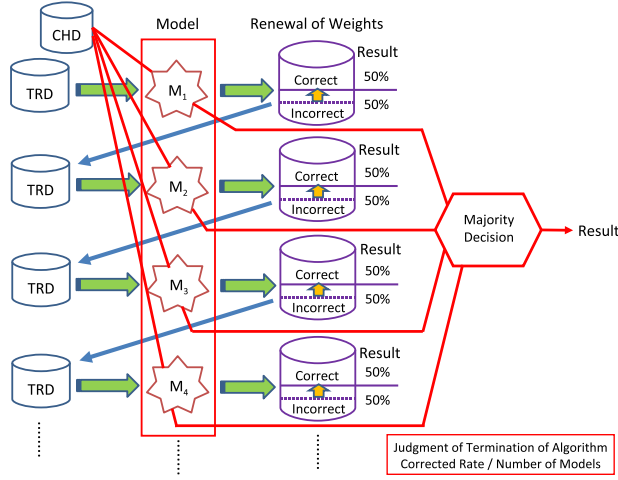 CHD
Model
Renewal of Weights
TRD
M1
Result
Correct
50%
Incorrect
50%
TRD
M2
Result
Correct
50%
Incorrect
50%
Majority
Decision
Result
TRD
M3
Result
Correct
50%
Incorrect
50%
TRD
M4
Result
Correct
50%
Incorrect
50%
Judgment of Termination of Algorithm
Corrected Rate / Number of Models